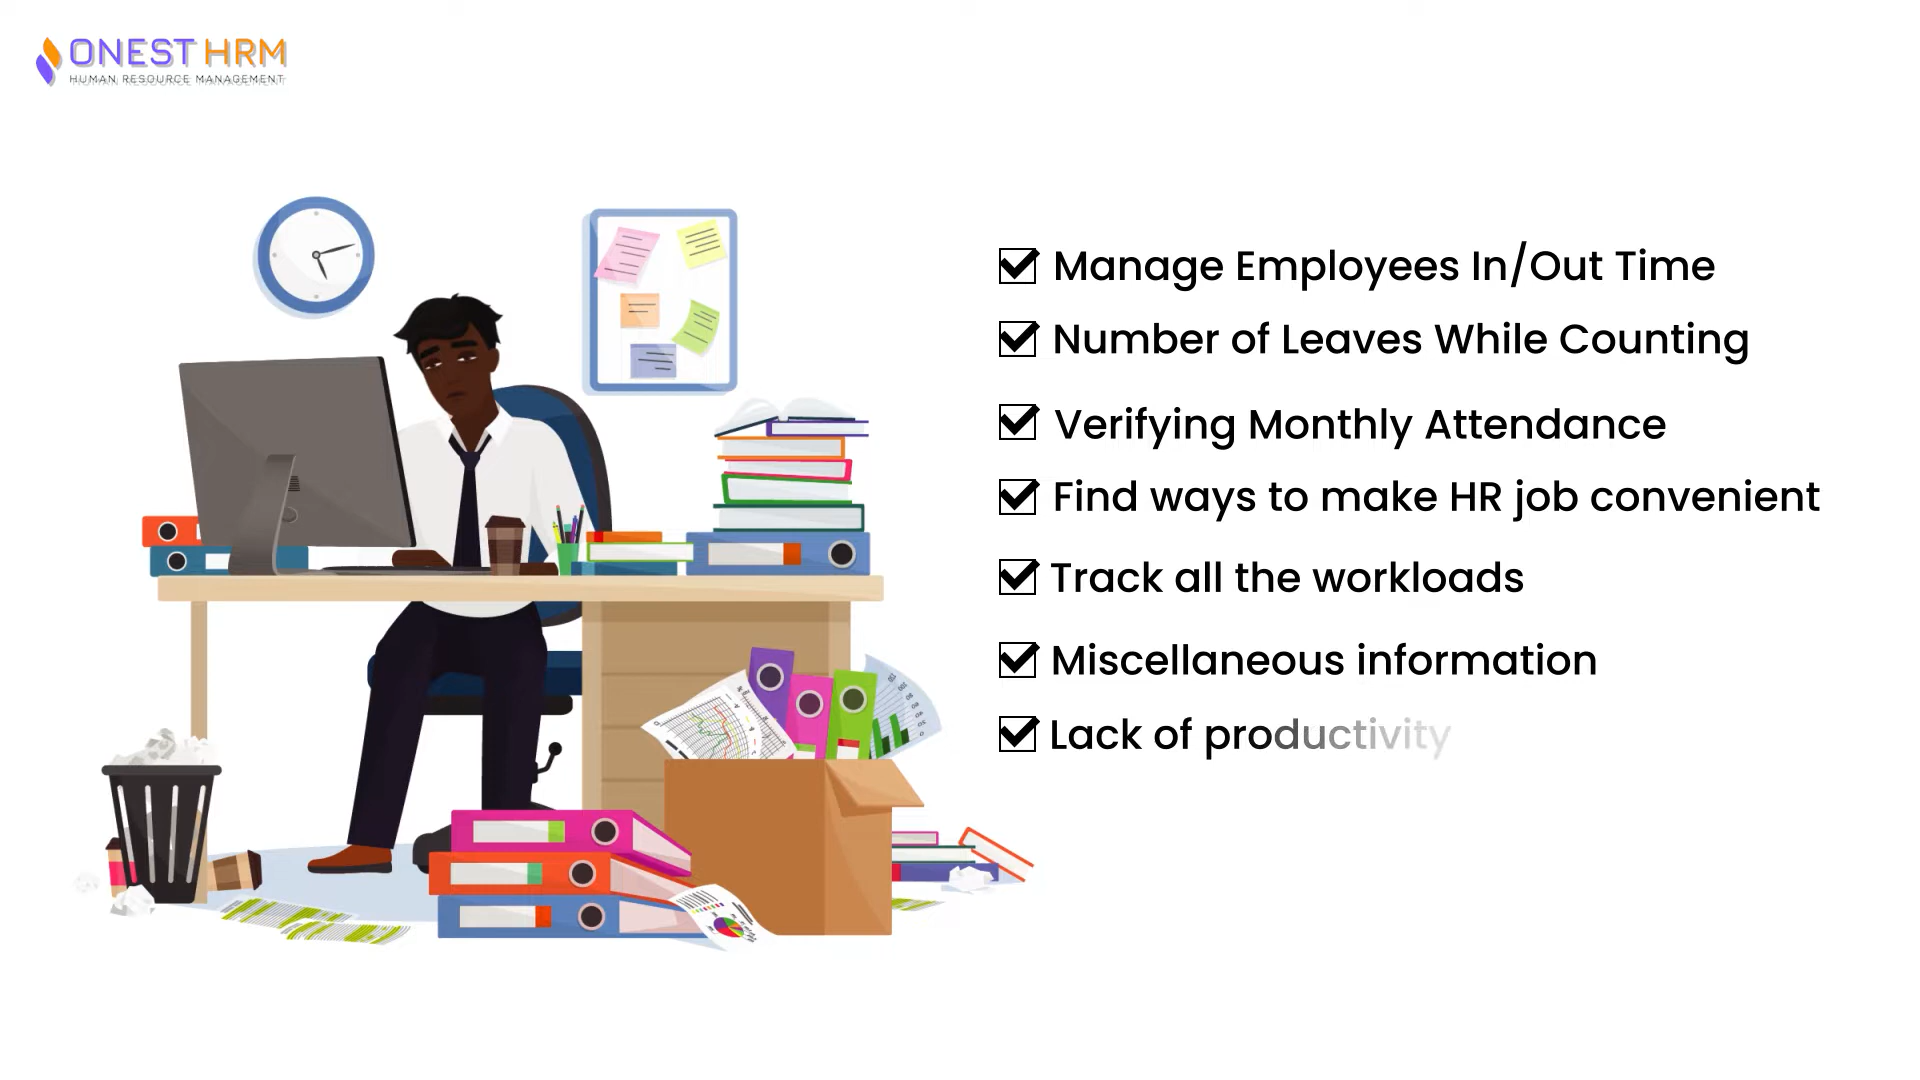 ONEST HRM
HUMAN RESOURCE MANAGEMENT
Manage Employees In/Out Time
Number of Leaves While Counting
Verifying Monthly Attendance
Find ways to make HR job convenient
Track all the workloads
Miscellaneous information
Lack of productivity